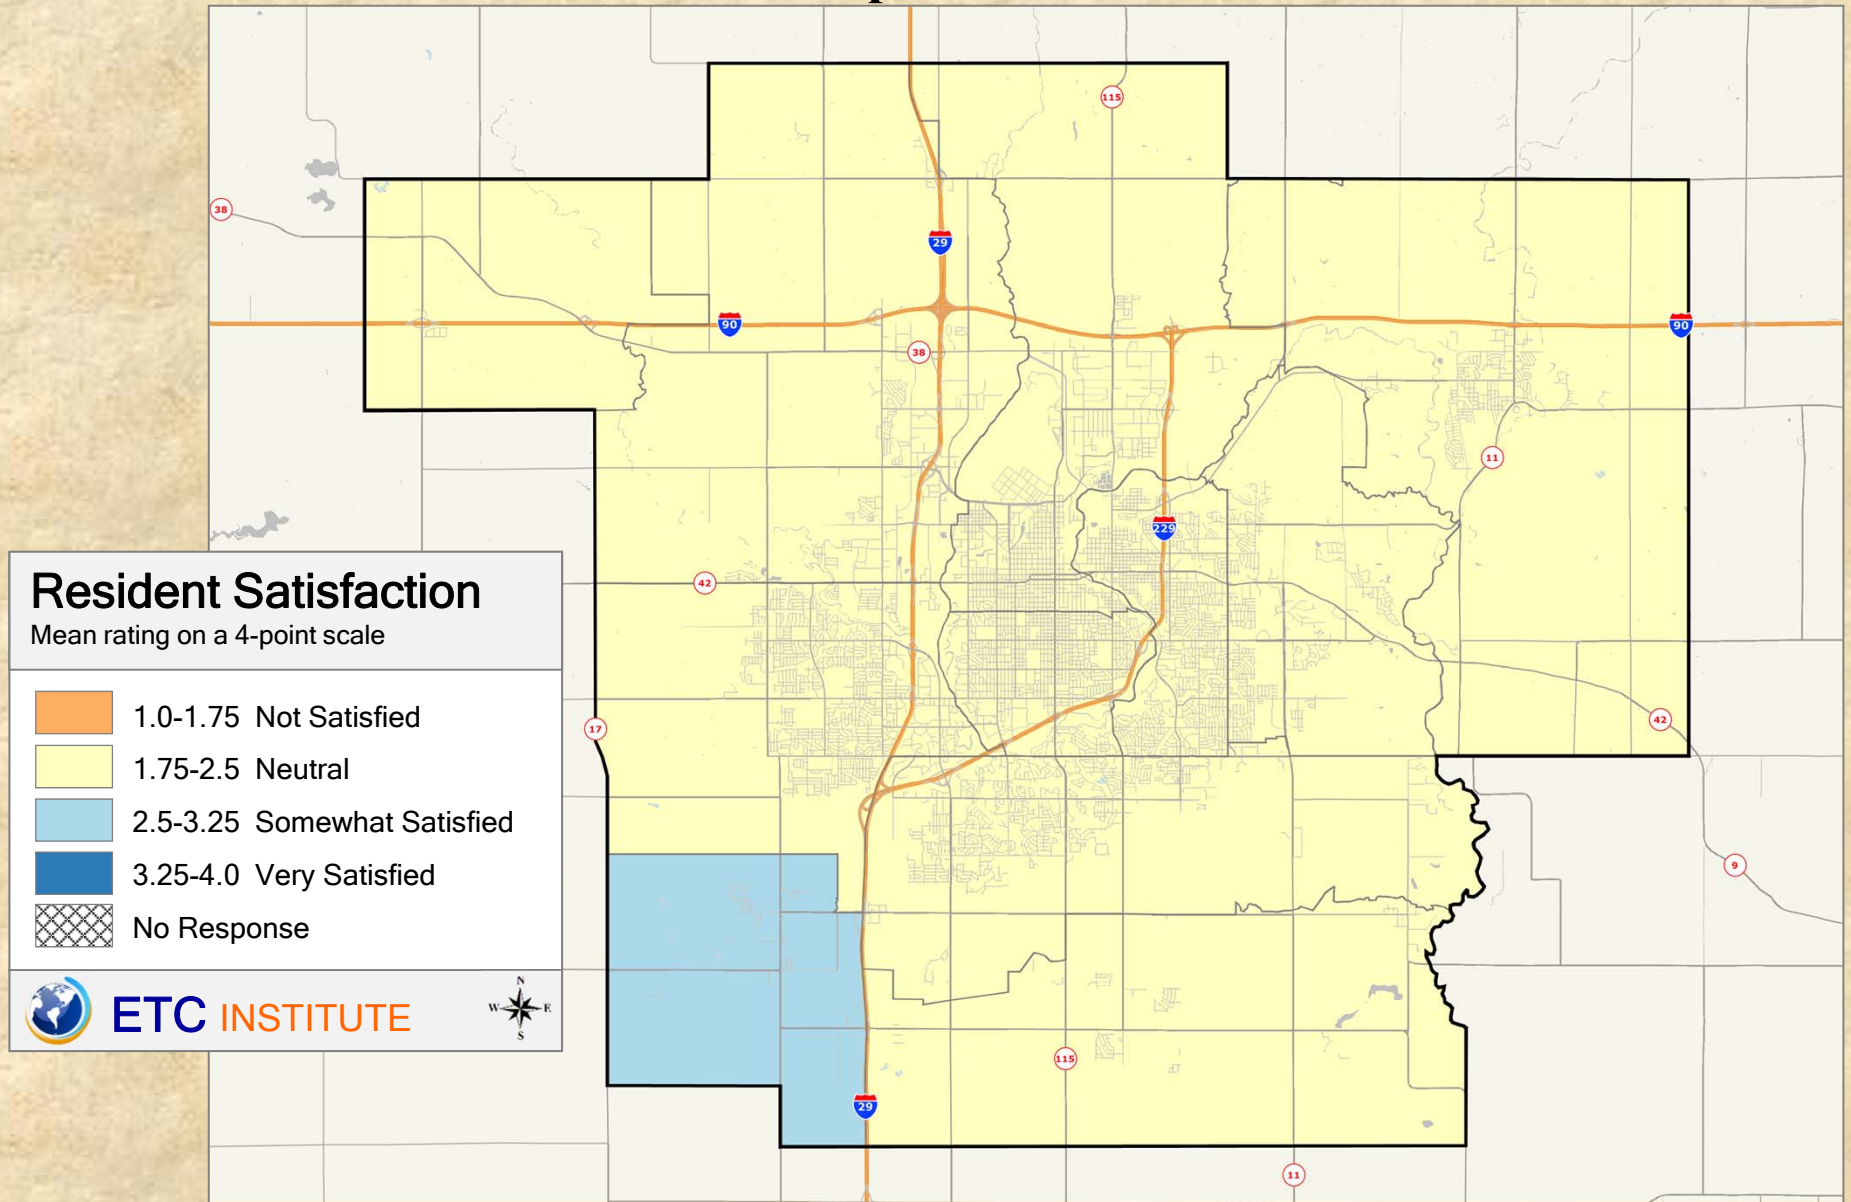 115
38
29
90
90
38
11
229
42
17
42
9
115
29
11
Resident Satisfaction
Mean rating on a 4-point scale
1.0-1.75 Not Satisfied
1.75-2.5 Neutral
2.5-3.25 Somewhat Satisfied
3.25-4.0 Very Satisfied
No Response
ETC INSTITUTE
N
W E
S